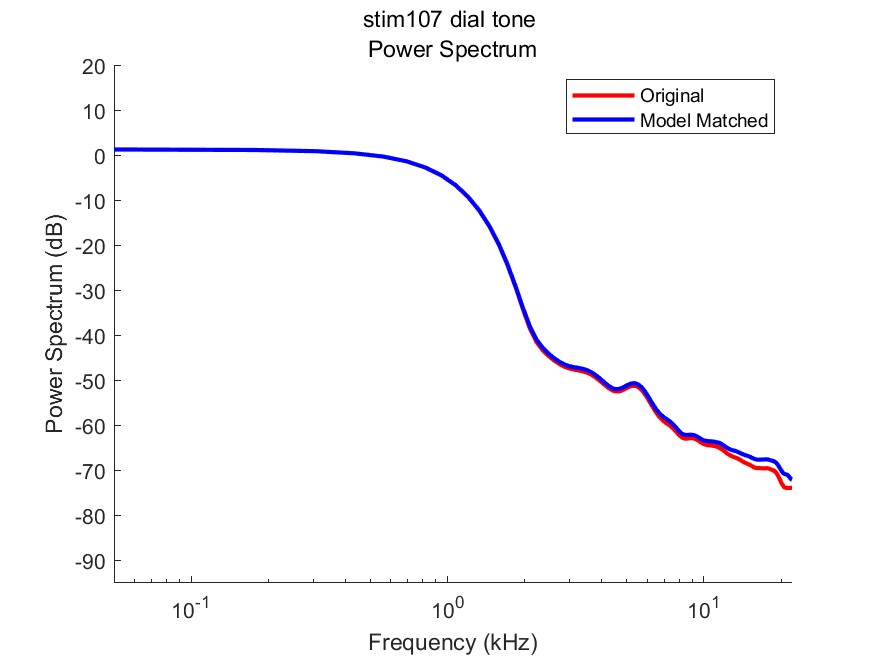 stim107 dial tone
Power Spectrum
Original
Model Matched
20
10
0
-10
-20
-30
-40
-50
-60
-70
-80
-90
Power Spectrum (dB)
10^-1
10^0
10^1
Frequency (kHz)